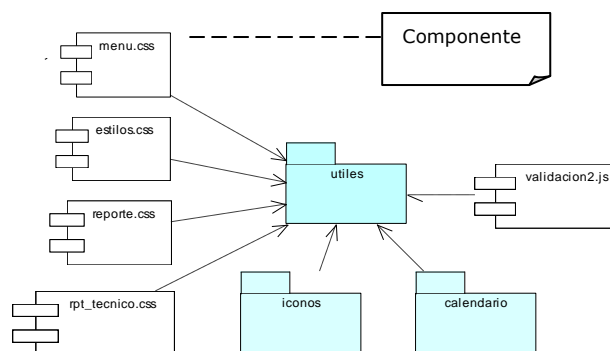 menu.css
Componente
estilos.css
utiles
validacion2.js
reporte.css
rpt_tecnico.css
iconos
calendario